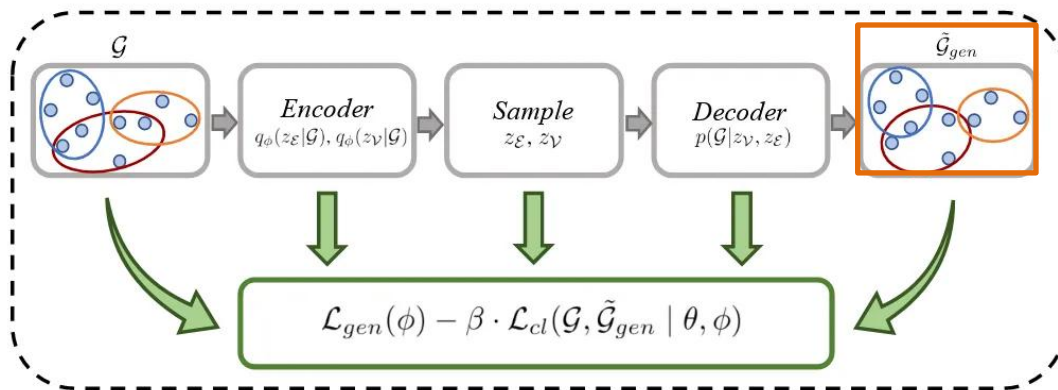 𝒢
𝒢̃_gen
Encoder
q_ϕ(z_ℰ|𝒢), q_ϕ(z_𝒱|𝒢)
Sample
z_ℰ, z_𝒱
Decoder
p(𝒢|z_𝒱, z_ℰ)
ℒ_gen(ϕ) − β · ℒ_cl(𝒢, 𝒢̃_gen | θ, ϕ)